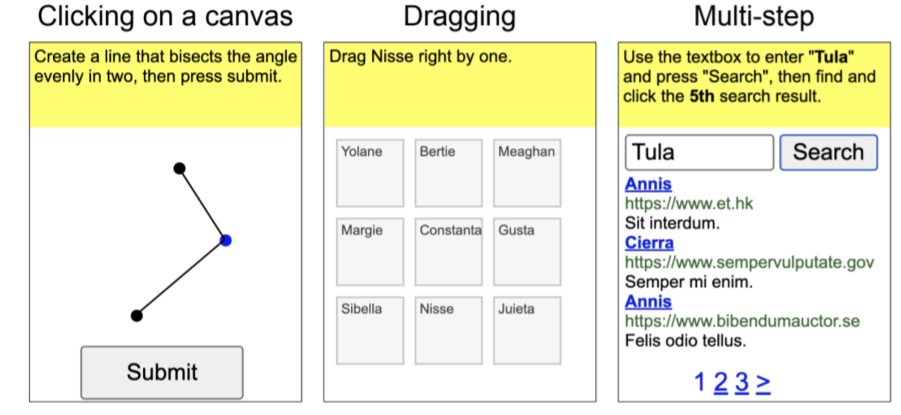 Clicking on a canvas
Create a line that bisects the angle
evenly in two, then press submit.
Submit
Dragging
Drag Nisse right by one.
Yolane
Bertie
Meaghan
Margie
Constanta
Gusta
Sibella
Nisse
Juieta
Multi-step
Use the textbox to enter "Tula"
and press "Search", then find and
click the 5th search result.
Tula
Search
Annis
https://www.et.hk
Sit interdum.
Cierra
https://www.sempervulputate.gov
Semper mi enim.
Annis
https://www.bibendumauctor.se
Felis odio tellus.
1 2 3 >